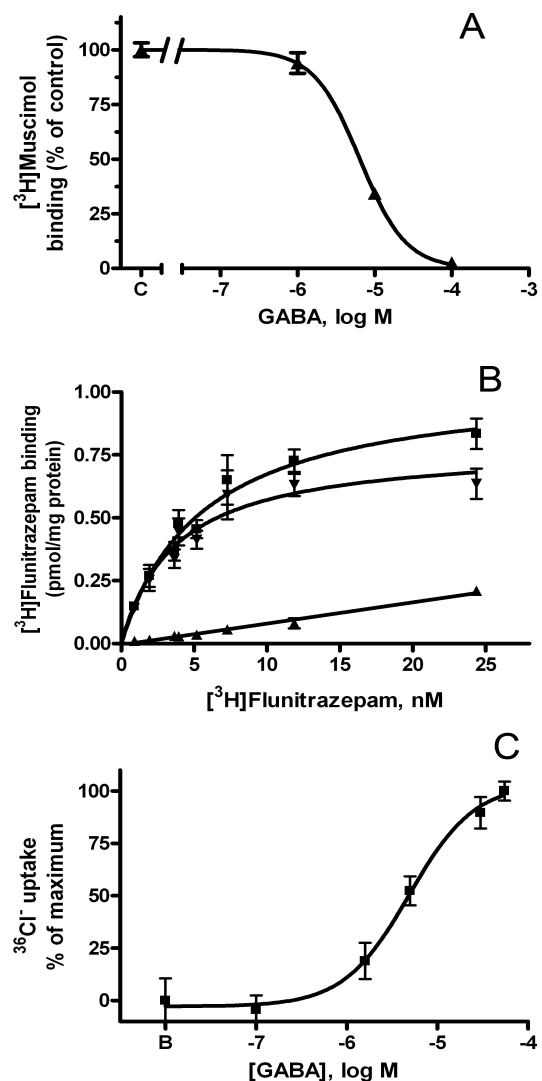 A
[³H]Muscimol
binding (% of control)
100
75
50
25
0
C
-7
-6
-5
-4
-3
GABA, log M
B
[³H]Flunitrazepam binding
(pmol/mg protein)
1.00
0.75
0.50
0.25
0.00
0
5
10
15
20
25
[³H]Flunitrazepam, nM
C
³⁶Cl⁻ uptake
% of maximum
100
75
50
25
0
B
-7
-6
-5
-4
[GABA], log M